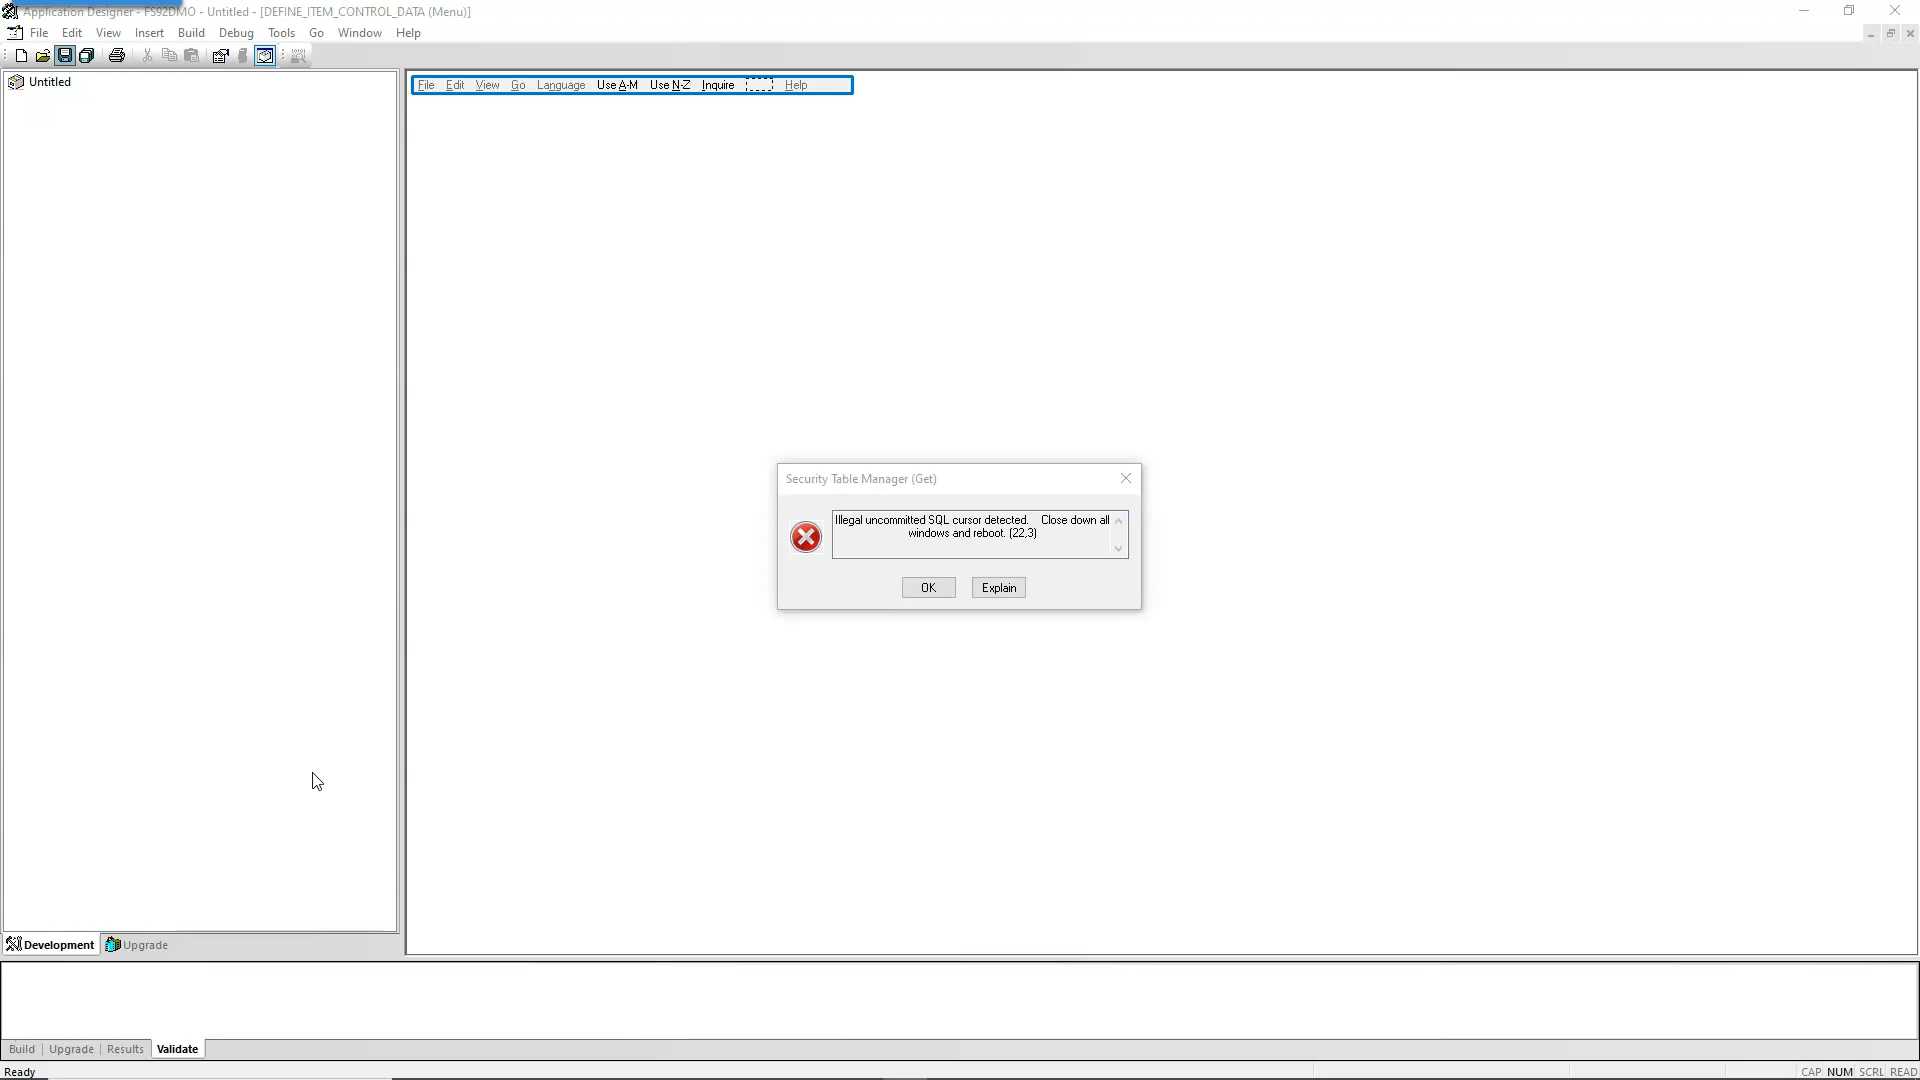 Application Designer - FS92DMO - Untitled - [DEFINE_ITEM_CONTROL_DATA (Menu)]
File Edit View Insert Build Debug Tools Go Window Help
Untitled
File Edit View Go Language Use A-M Use N-Z Inquire Help
Security Table Manager (Get)
Illegal uncommitted SQL cursor detected. Close down all
windows and reboot. (22,3)
OK Explain
Development Upgrade
Build Upgrade Results Validate
Ready CAP NUM SCRL READ